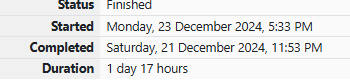 Status Finished
Started Monday, 23 December 2024, 5:33 PM
Completed Saturday, 21 December 2024, 11:53 PM
Duration 1 day 17 hours